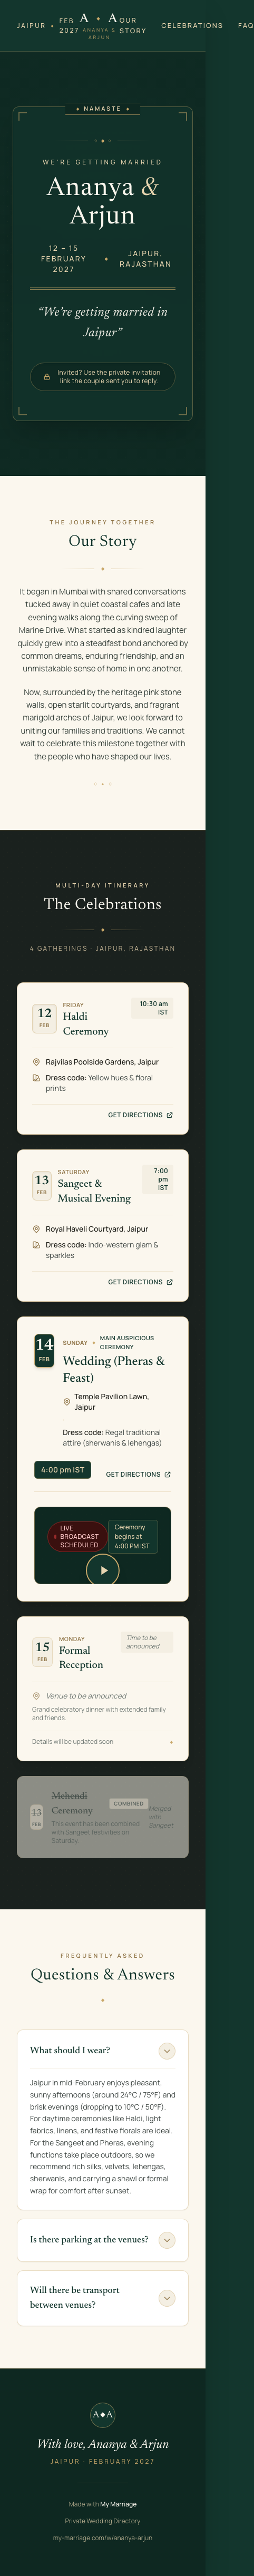 JAIPUR • FEB 2027
A • A
ANANYA & ARJUN
OUR STORY
CELEBRATIONS
FAQ
NAMASTE
WE'RE GETTING MARRIED
Ananya &
Arjun
12 – 15
FEBRUARY
2027
JAIPUR,
RAJASTHAN
“We’re getting married in
Jaipur”
Invited? Use the private invitation
link the couple sent you to reply.
THE JOURNEY TOGETHER
Our Story
It began in Mumbai with shared conversations
tucked away in quiet coastal cafes and late
evening walks along the curving sweep of
Marine Drive. What started as kindred laughter
quickly grew into a steadfast bond anchored by
common dreams, enduring friendship, and an
unmistakable sense of home in one another.
Now, surrounded by the heritage pink stone
walls, open starlit courtyards, and fragrant
marigold arches of Jaipur, we look forward to
uniting our families and traditions. We cannot
wait to celebrate this milestone together with
the people who have shaped our lives.
MULTI-DAY ITINERARY
The Celebrations
4 GATHERINGS · JAIPUR, RAJASTHAN
12
FEB
FRIDAY
Haldi
Ceremony
10:30 am
IST
Rajvilas Poolside Gardens, Jaipur
Dress code: Yellow hues & floral
prints
GET DIRECTIONS
13
FEB
SATURDAY
Sangeet &
Musical Evening
7:00
pm
IST
Royal Haveli Courtyard, Jaipur
Dress code: Indo-western glam &
sparkles
GET DIRECTIONS
14
FEB
SUNDAY • MAIN AUSPICIOUS
CEREMONY
Wedding (Pheras &
Feast)
Temple Pavilion Lawn,
Jaipur
Dress code: Regal traditional
attire (sherwanis & lehengas)
4:00 pm IST
GET DIRECTIONS
LIVE
BROADCAST
SCHEDULED
Ceremony
begins at
4:00 PM IST
15
FEB
MONDAY
Formal
Reception
Time to be
announced
Venue to be announced
Grand celebratory dinner with extended family
and friends.
Details will be updated soon
13
FEB
Mehendi
Ceremony
COMBINED
This event has been combined
with Sangeet festivities on
Saturday.
Merged
with
Sangeet
FREQUENTLY ASKED
Questions & Answers
What should I wear?
Jaipur in mid-February enjoys pleasant,
sunny afternoons (around 24°C / 75°F) and
brisk evenings (dropping to 10°C / 50°F).
For daytime ceremonies like Haldi, light
fabrics, linens, and festive florals are ideal.
For the Sangeet and Pheras, evening
functions take place outdoors, so we
recommend rich silks, velvets, lehengas,
sherwanis, and carrying a shawl or formal
wrap for comfort after sunset.
Is there parking at the venues?
Will there be transport
between venues?
A◆A
With love, Ananya & Arjun
JAIPUR · FEBRUARY 2027
Made with My Marriage
Private Wedding Directory
my-marriage.com/w/ananya-arjun